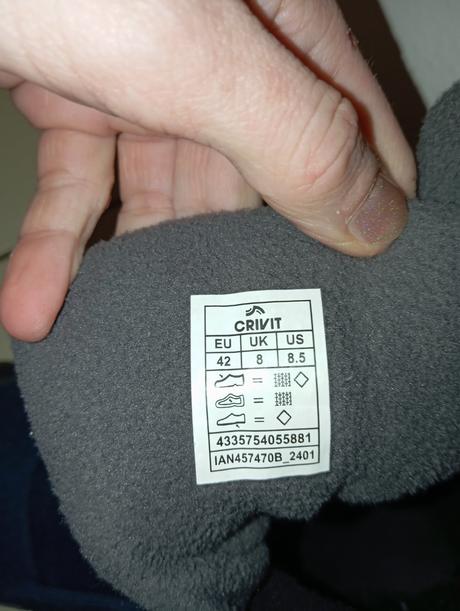 CRIVIT
EU UK US
42 8 8.5
=
=
=
4335754055881
IAN457470B_2401